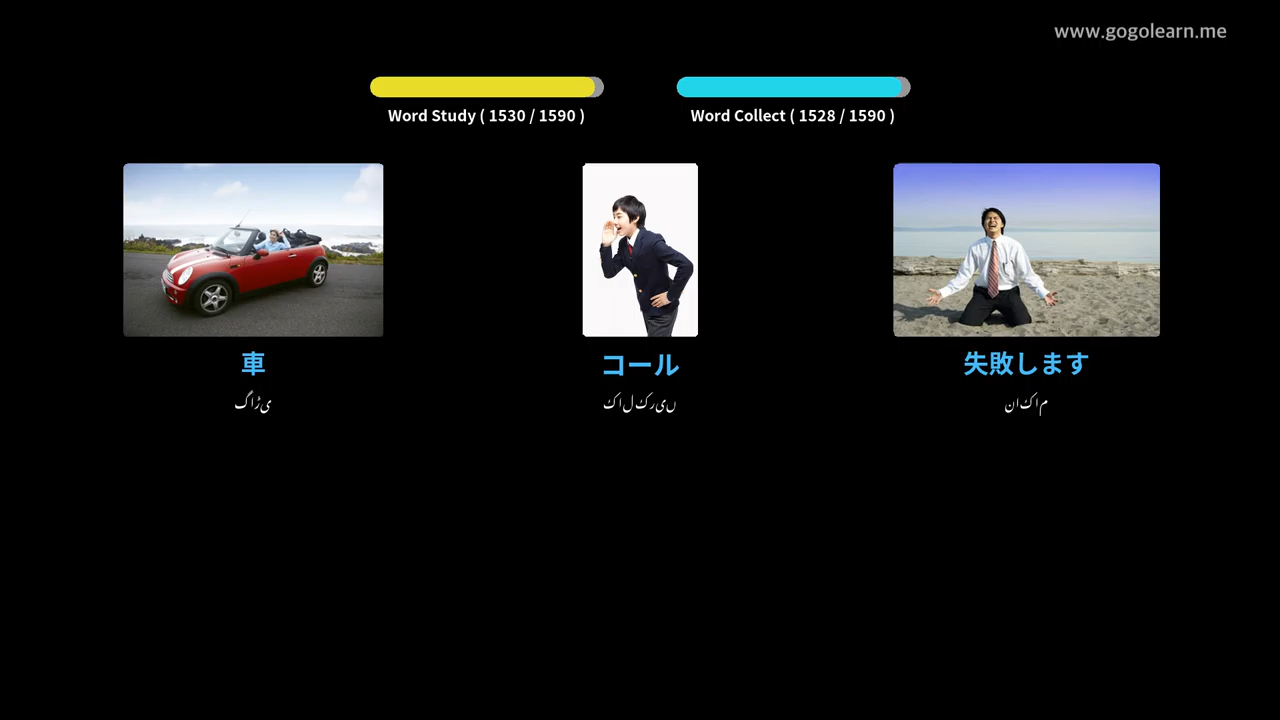 www.gogolearn.me
Word Study ( 1530 / 1590 )
Word Collect ( 1528 / 1590 )
車
コール
失敗します
گاڑی
کال کریں
ناکام